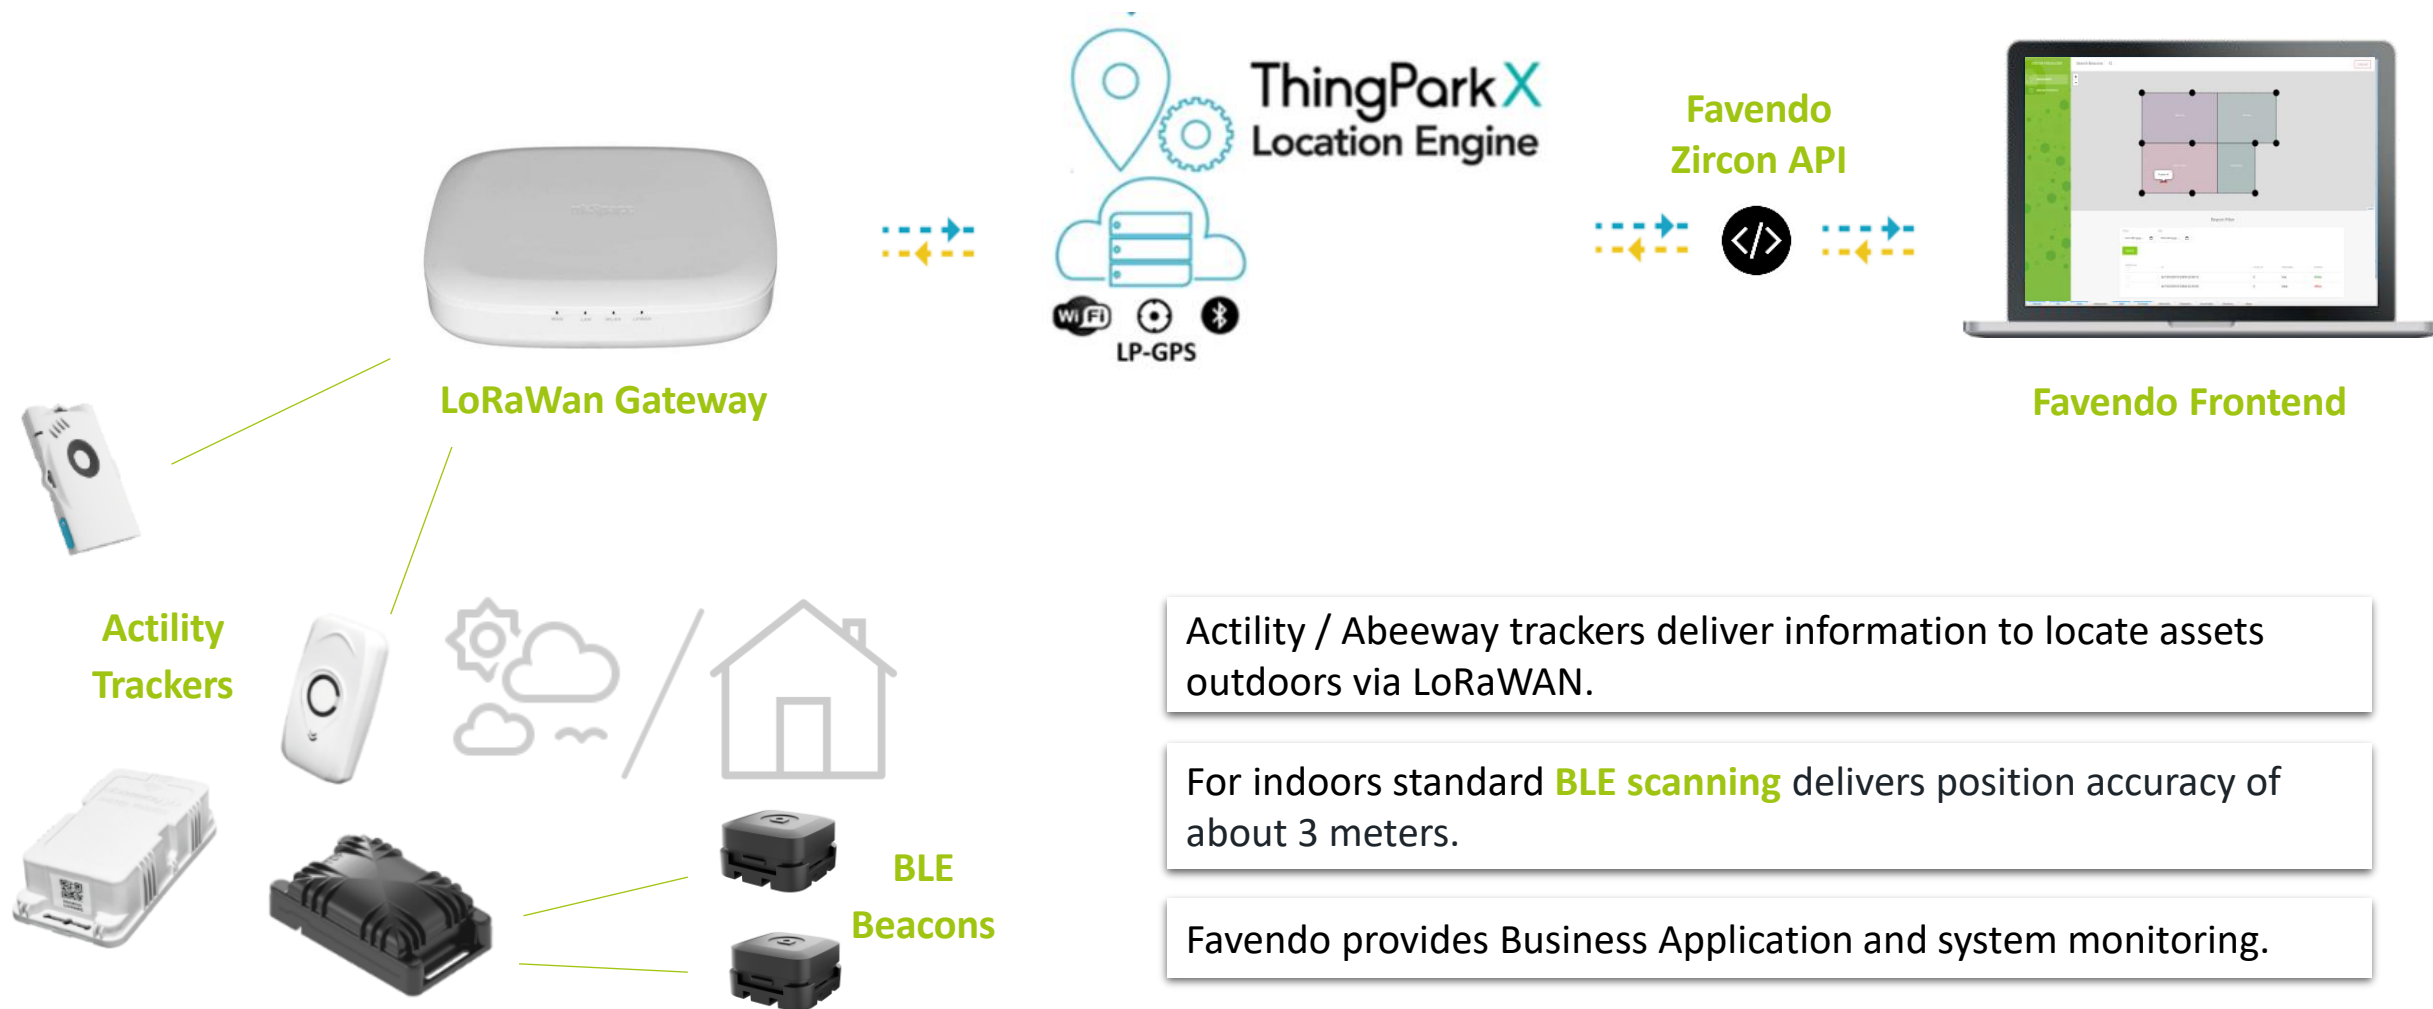 ThingPark X
Location Engine
WiFi
LP-GPS
Favendo
Zircon API
LoRaWan Gateway
Favendo Frontend
Actility
Trackers
BLE
Beacons
Actility / Abeeway trackers deliver information to locate assets
outdoors via LoRaWAN.
For indoors standard BLE scanning delivers position accuracy of
about 3 meters.
Favendo provides Business Application and system monitoring.